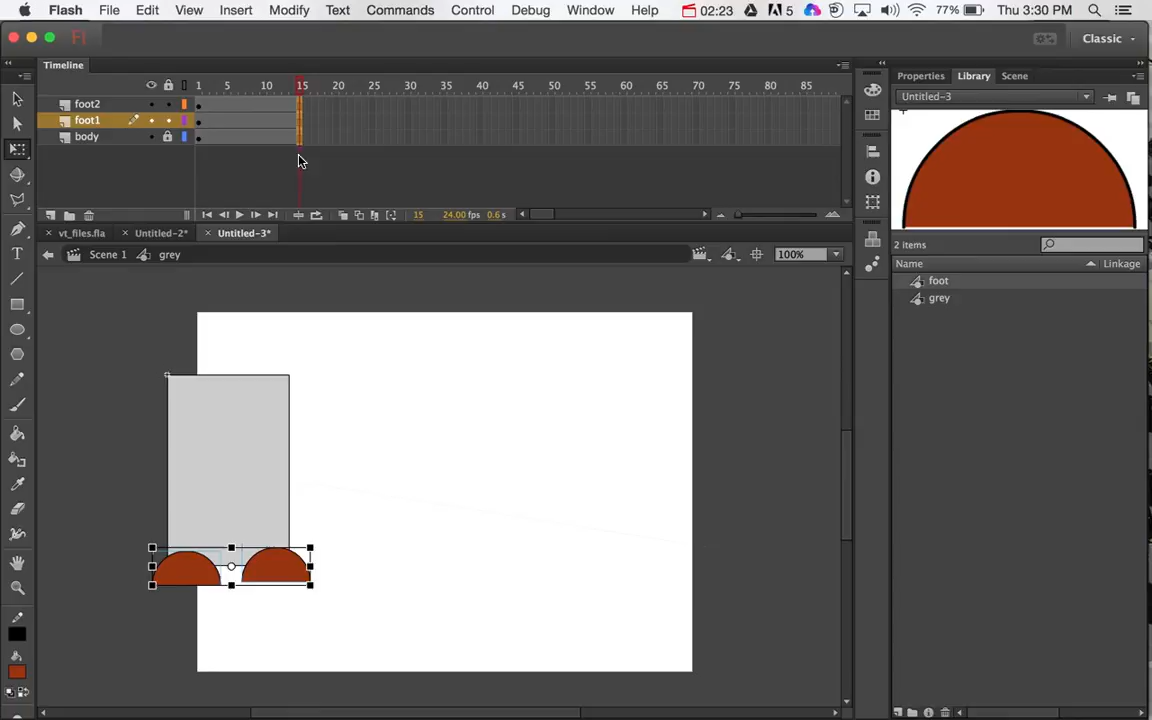 Flash File Edit View Insert Modify Text Commands Control Debug Window Help 02:23 5 77% Thu 3:30 PM
Fl Classic
Timeline
1 5 10 15 20 25 30 35 40 45 50 55 60 65 70 75 80 85
foot2
foot1
body
15 24.00 fps 0.6 s
vt_files.fla Untitled-2* Untitled-3*
Scene 1 grey 100%
Properties Library Scene
Untitled-3
2 items
Name Linkage
foot
grey